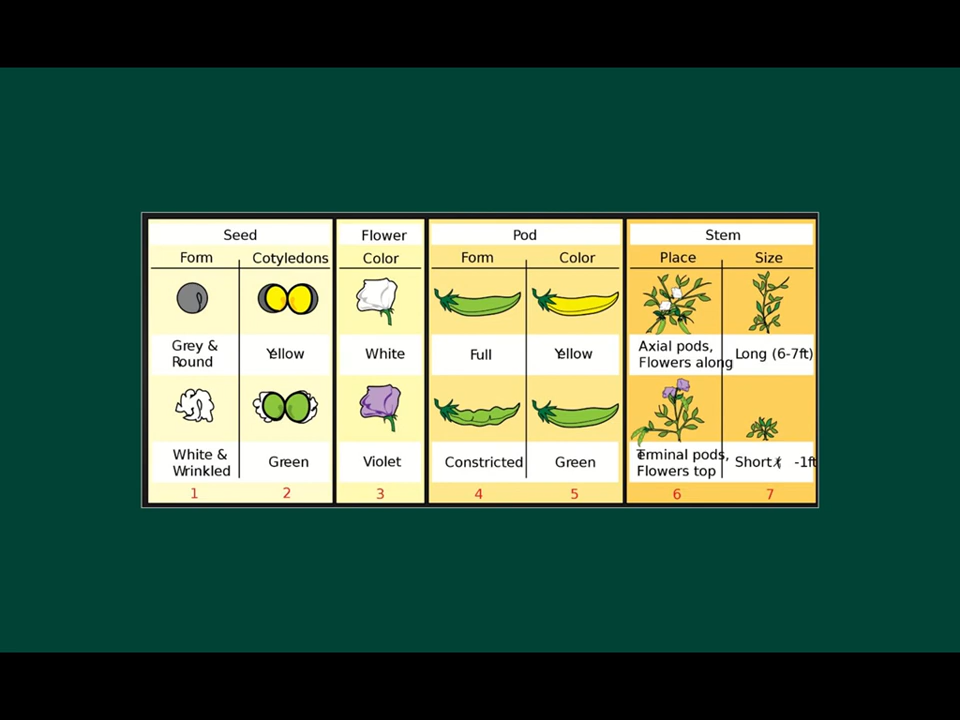 Seed Flower Pod Stem
Form Cotyledons Color Form Color Place Size
Grey &
Round
Yellow
White
Full
Yellow
Axial pods,
Flowers along
Long (6-7ft)
White &
Wrinkled
Green
Violet
Constricted
Green
Terminal pods,
Flowers top
Short -1ft
1 2 3 4 5 6 7